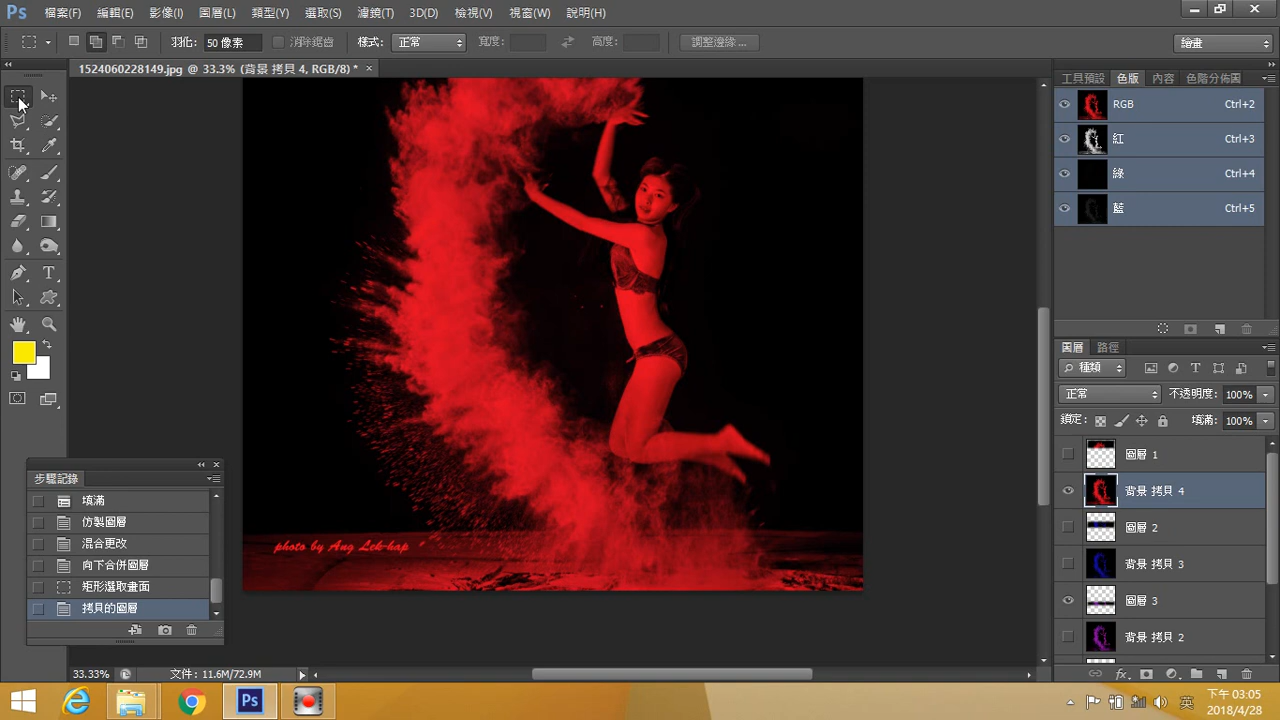 Ps 檔案(F) 編輯(E) 影像(I) 圖層(L) 類型(Y) 選取(S) 濾鏡(T) 3D(D) 檢視(V) 視窗(W) 說明(H)
羽化: 50 像素 消除鋸齒 樣式: 正常 寬度: 高度: 調整邊緣... 繪畫
1524060228149.jpg @ 33.3% (背景 拷貝 4, RGB/8) * ×
工具預設 色版 內容 色階分佈圖
RGB Ctrl+2
紅 Ctrl+3
綠 Ctrl+4
藍 Ctrl+5
圖層 路徑
種類
正常 不透明度: 100%
鎖定: 填滿: 100%
圖層 1
背景 拷貝 4
圖層 2
背景 拷貝 3
圖層 3
背景 拷貝 2
步驟記錄
填滿
仿製圖層
混合更改
向下合併圖層
矩形選取畫面
拷貝的圖層
photo by Ang Lek-hap
33.33% 文件: 11.6M/72.9M
Ps
英
下午 03:05
2018/4/28